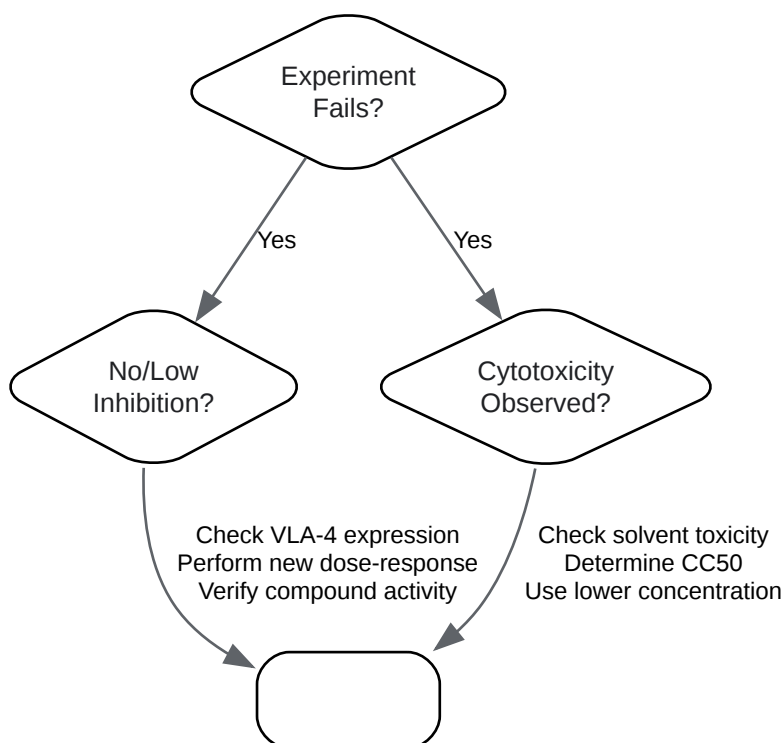 Experiment
Fails?
Yes
Yes
No/Low
Inhibition?
Cytotoxicity
Observed?
Check VLA-4 expression
Perform new dose-response
Verify compound activity
Check solvent toxicity
Determine CC50
Use lower concentration